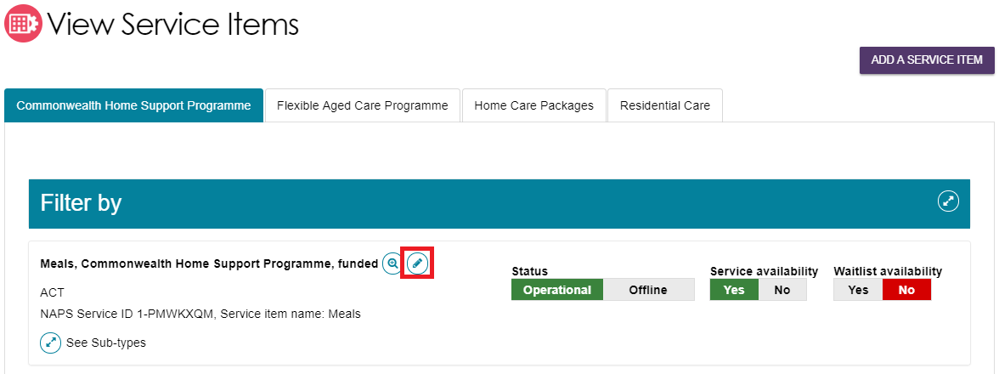 View Service Items
ADD A SERVICE ITEM
Commonwealth Home Support Programme
Flexible Aged Care Programme
Home Care Packages
Residential Care
Filter by
Meals, Commonwealth Home Support Programme, funded
ACT
NAPS Service ID 1-PMWKXQM, Service item name: Meals
See Sub-types
Status
Operational Offline
Service availability
Yes No
Waitlist availability
Yes No